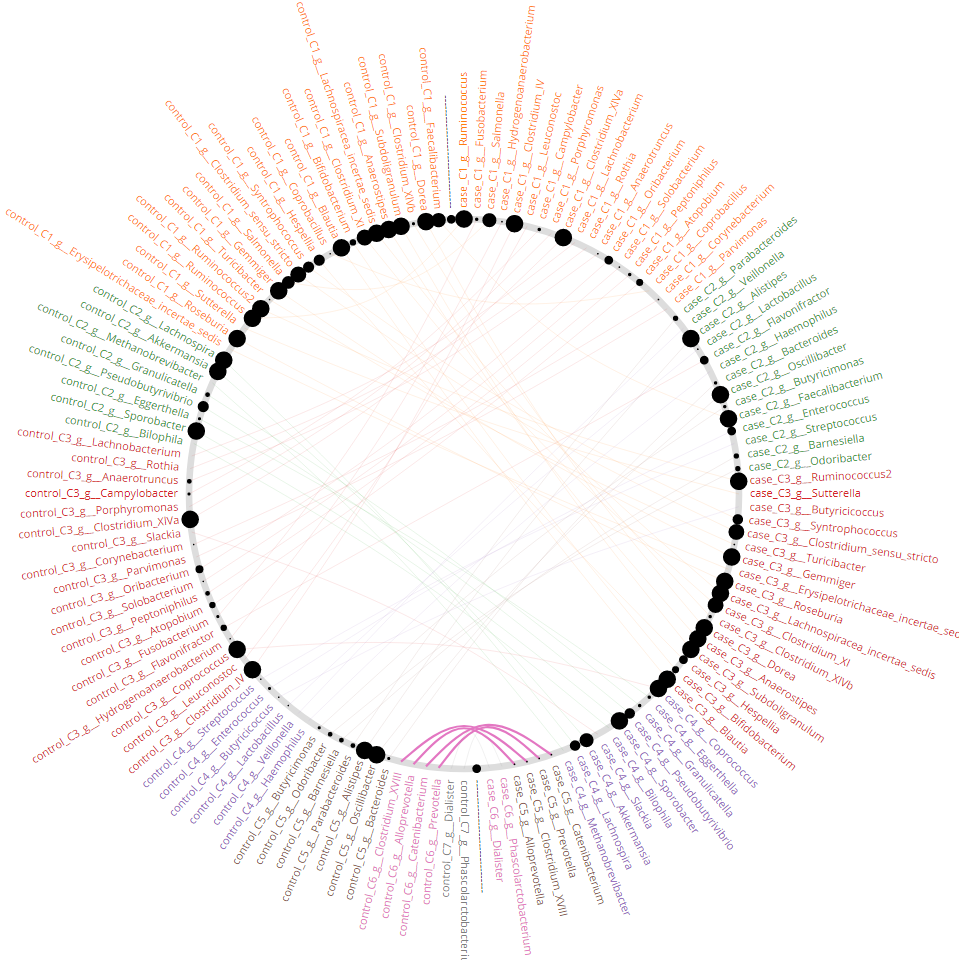 case_C1_g__Ruminococcus
case_C1_g__Fusobacterium
case_C1_g__Salmonella
case_C1_g__Hydrogenoanaerobacterium
case_C1_g__Clostridium_IV
case_C1_g__Leuconostoc
case_C1_g__Campylobacter
case_C1_g__Porphyromonas
case_C1_g__Clostridium_XIVa
case_C1_g__Lachnobacterium
case_C1_g__Rothia
case_C1_g__Anaerotruncus
case_C1_g__Oribacterium
case_C1_g__Solobacterium
case_C1_g__Peptoniphilus
case_C1_g__Atopobium
case_C1_g__Coprobacillus
case_C1_g__Corynebacterium
case_C1_g__Parvimonas
case_C2_g__Parabacteroides
case_C2_g__Veillonella
case_C2_g__Alistipes
case_C2_g__Lactobacillus
case_C2_g__Flavonifractor
case_C2_g__Haemophilus
case_C2_g__Bacteroides
case_C2_g__Oscillibacter
case_C2_g__Butyricimonas
case_C2_g__Faecalibacterium
case_C2_g__Enterococcus
case_C2_g__Streptococcus
case_C2_g__Barnesiella
case_C2_g__Odoribacter
case_C3_g__Ruminococcus2
case_C3_g__Sutterella
case_C3_g__Butyricicoccus
case_C3_g__Syntrophococcus
case_C3_g__Clostridium_sensu_stricto
case_C3_g__Turicibacter
case_C3_g__Gemmiger
case_C3_g__Erysipelotrichaceae_incertae_sed
case_C3_g__Roseburia
case_C3_g__Lachnospiracea_incertae_sedis
case_C3_g__Clostridium_XI
case_C3_g__Clostridium_XIVb
case_C3_g__Dorea
case_C3_g__Anaerostipes
case_C3_g__Subdoligranulum
case_C3_g__Hespellia
case_C3_g__Bifidobacterium
case_C3_g__Blautia
case_C4_g__Coprococcus
case_C4_g__Eggerthella
case_C4_g__Granulicatella
case_C4_g__Pseudobutyrivibrio
case_C4_g__Sporobacter
case_C4_g__Bilophila
case_C4_g__Slackia
case_C4_g__Akkermansia
case_C4_g__Lachnospira
case_C4_g__Methanobrevibacter
case_C5_g__Catenibacterium
case_C5_g__Prevotella
case_C5_g__Clostridium_XVIII
case_C5_g__Alloprevotella
case_C6_g__Phascolarctobacterium
case_C6_g__Dialister
control_C7_g__Phascolarctobacteriu
control_C7_g__Dialister
control_C6_g__Prevotella
control_C6_g__Catenibacterium
control_C6_g__Alloprevotella
control_C6_g__Clostridium_XVIII
control_C5_g__Bacteroides
control_C5_g__Oscillibacter
control_C5_g__Alistipes
control_C5_g__Parabacteroides
control_C5_g__Barnesiella
control_C5_g__Odoribacter
control_C5_g__Butyricimonas
control_C4_g__Haemophilus
control_C4_g__Veillonella
control_C4_g__Lactobacillus
control_C4_g__Butyricicoccus
control_C4_g__Enterococcus
control_C4_g__Streptococcus
control_C3_g__Clostridium_IV
control_C3_g__Leuconostoc
control_C3_g__Coprococcus
control_C3_g__Hydrogenoanaerobacterium
control_C3_g__Flavonifractor
control_C3_g__Fusobacterium
control_C3_g__Atopobium
control_C3_g__Peptoniphilus
control_C3_g__Solobacterium
control_C3_g__Oribacterium
control_C3_g__Parvimonas
control_C3_g__Corynebacterium
control_C3_g__Slackia
control_C3_g__Clostridium_XIVa
control_C3_g__Porphyromonas
control_C3_g__Campylobacter
control_C3_g__Anaerotruncus
control_C3_g__Rothia
control_C3_g__Lachnobacterium
control_C2_g__Bilophila
control_C2_g__Sporobacter
control_C2_g__Eggerthella
control_C2_g__Pseudobutyrivibrio
control_C2_g__Granulicatella
control_C2_g__Methanobrevibacter
control_C2_g__Akkermansia
control_C2_g__Lachnospira
control_C1_g__Erysipelotrichaceae_incertae_sedis
control_C1_g__Roseburia
control_C1_g__Sutterella
control_C1_g__Ruminococcus
control_C1_g__Ruminococcus2
control_C1_g__Turicibacter
control_C1_g__Gemmiger
control_C1_g__Salmonella
control_C1_g__Clostridium_sensu_stricto
control_C1_g__Syntrophococcus
control_C1_g__Hespellia
control_C1_g__Coprobacillus
control_C1_g__Blautia
control_C1_g__Bifidobacterium
control_C1_g__Clostridium_XI
control_C1_g__Lachnospiracea_incertae_sedis
control_C1_g__Anaerostipes
control_C1_g__Subdoligranulum
control_C1_g__Clostridium_XIVb
control_C1_g__Dorea
control_C1_g__Faecalibacterium